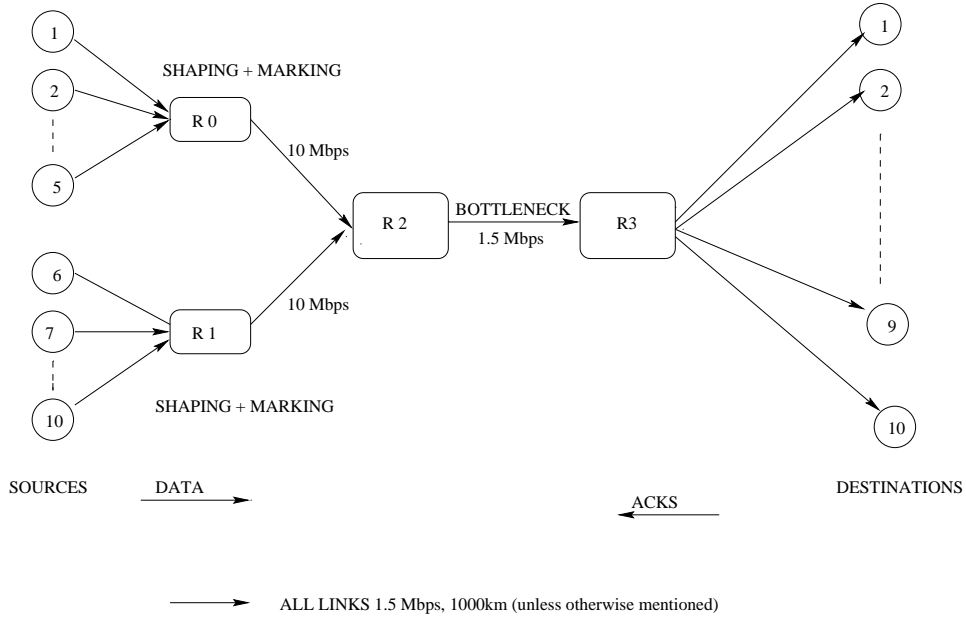 1
1
SHAPING + MARKING
2
2
R 0
10 Mbps
5
BOTTLENECK
R 2
R3
1.5 Mbps
6
10 Mbps
7
R 1
9
10
SHAPING + MARKING
10
SOURCES
DATA
DESTINATIONS
ACKS
ALL LINKS 1.5 Mbps, 1000km (unless otherwise mentioned)